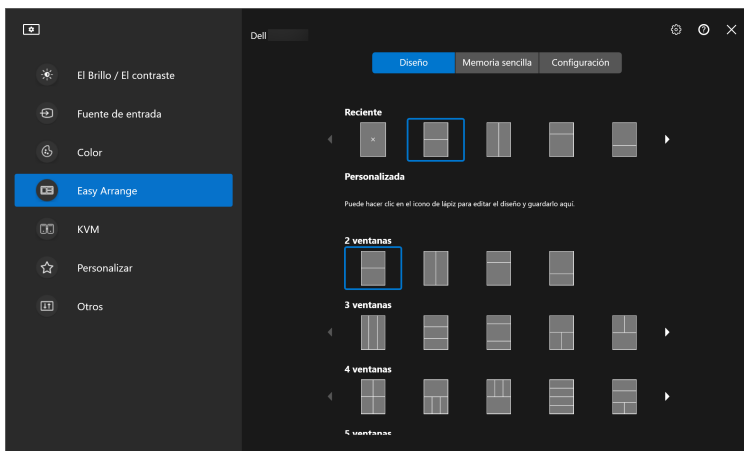 Dell
El Brillo / El contraste
Fuente de entrada
Color
Easy Arrange
KVM
Personalizar
Otros
Diseño
Memoria sencilla
Configuración
Reciente
Personalizada
Puede hacer clic en el icono de lápiz para editar el diseño y guardarlo aquí.
2 ventanas
3 ventanas
4 ventanas
5 ventanas